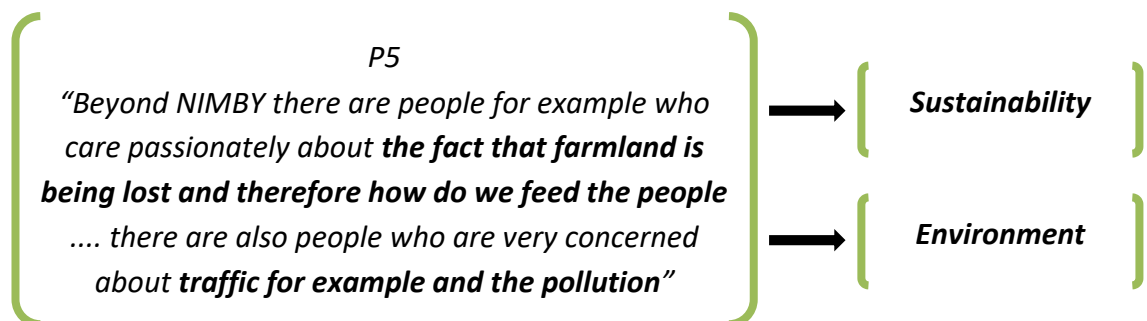 P5
“Beyond NIMBY there are people for example who
care passionately about the fact that farmland is
being lost and therefore how do we feed the people
.... there are also people who are very concerned
about traffic for example and the pollution”
Sustainability
Environment